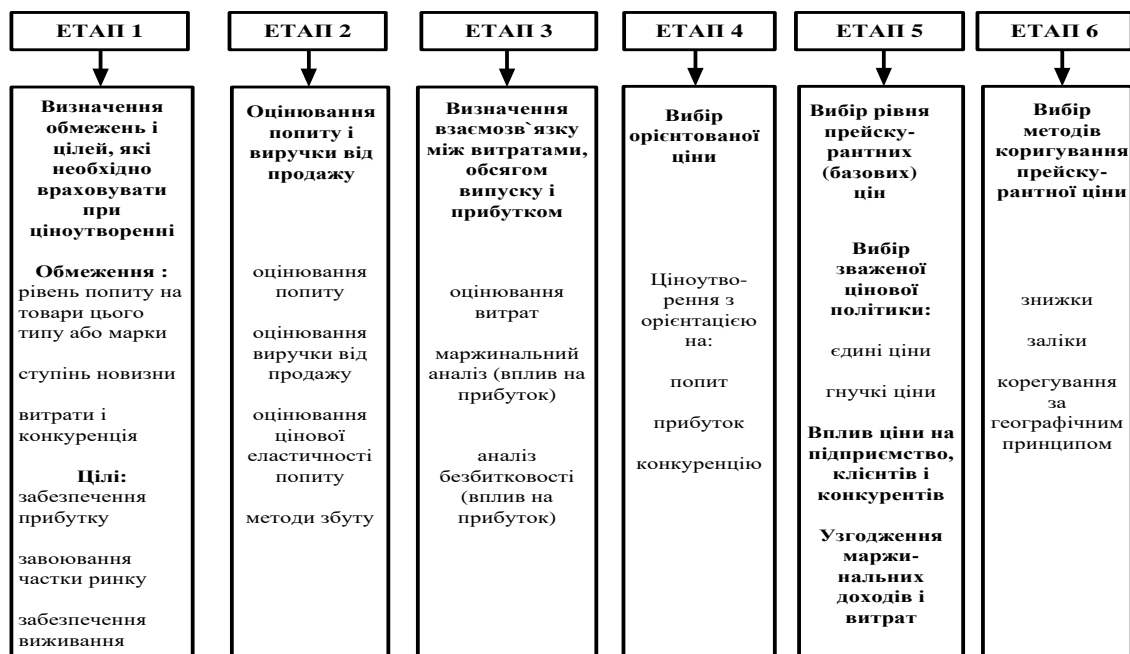 ЕТАП 1
Визначення
обмежень і
цілей, які
необхідно
враховувати
при
ціноутворенні
Обмеження :
рівень попиту на
товари цього
типу або марки
ступінь новизни
витрати і
конкуренція
Цілі:
забезпечення
прибутку
завоювання
частки ринку
забезпечення
виживання
ЕТАП 2
Оцінювання
попиту і
виручки від
продажу
оцінювання
попиту
оцінювання
виручки від
продажу
оцінювання
цінової
еластичності
попиту
методи збуту
ЕТАП 3
Визначення
взаємозв`язку
між витратами,
обсягом
випуску і
прибутком
оцінювання
витрат
маржинальний
аналіз (вплив на
прибуток)
аналіз
безбитковості
(вплив на
прибуток)
ЕТАП 4
Вибір
орієнтованої
ціни
Ціноутво-
рення з
орієнтацією
на:
попит
прибуток
конкуренцію
ЕТАП 5
Вибір рівня
прейску-
рантних
(базових)
цін
Вибір
зваженої
цінової
політики:
єдині ціни
гнучкі ціни
Вплив ціни на
підприємство,
клієнтів і
конкурентів
Узгодження
маржи-
нальних
доходів і
витрат
ЕТАП 6
Вибір
методів
коригування
прейску-
рантної ціни
знижки
заліки
корегування
за
географічним
принципом